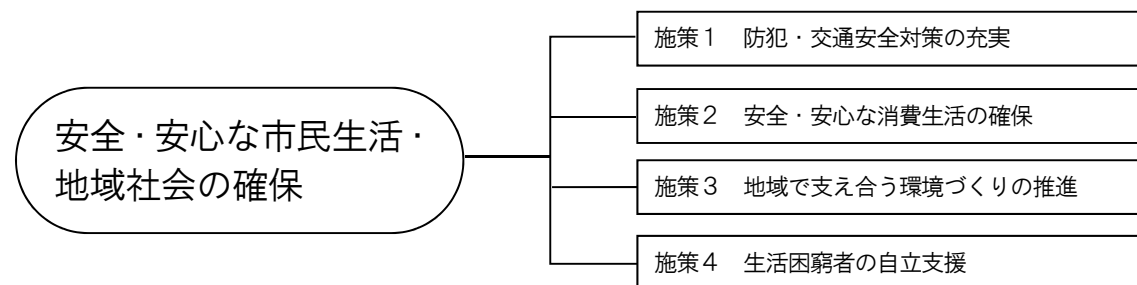 安全・安心な市民生活・
地域社会の確保
施策１　防犯・交通安全対策の充実
施策２　安全・安心な消費生活の確保
施策３　地域で支え合う環境づくりの推進
施策４　生活困窮者の自立支援